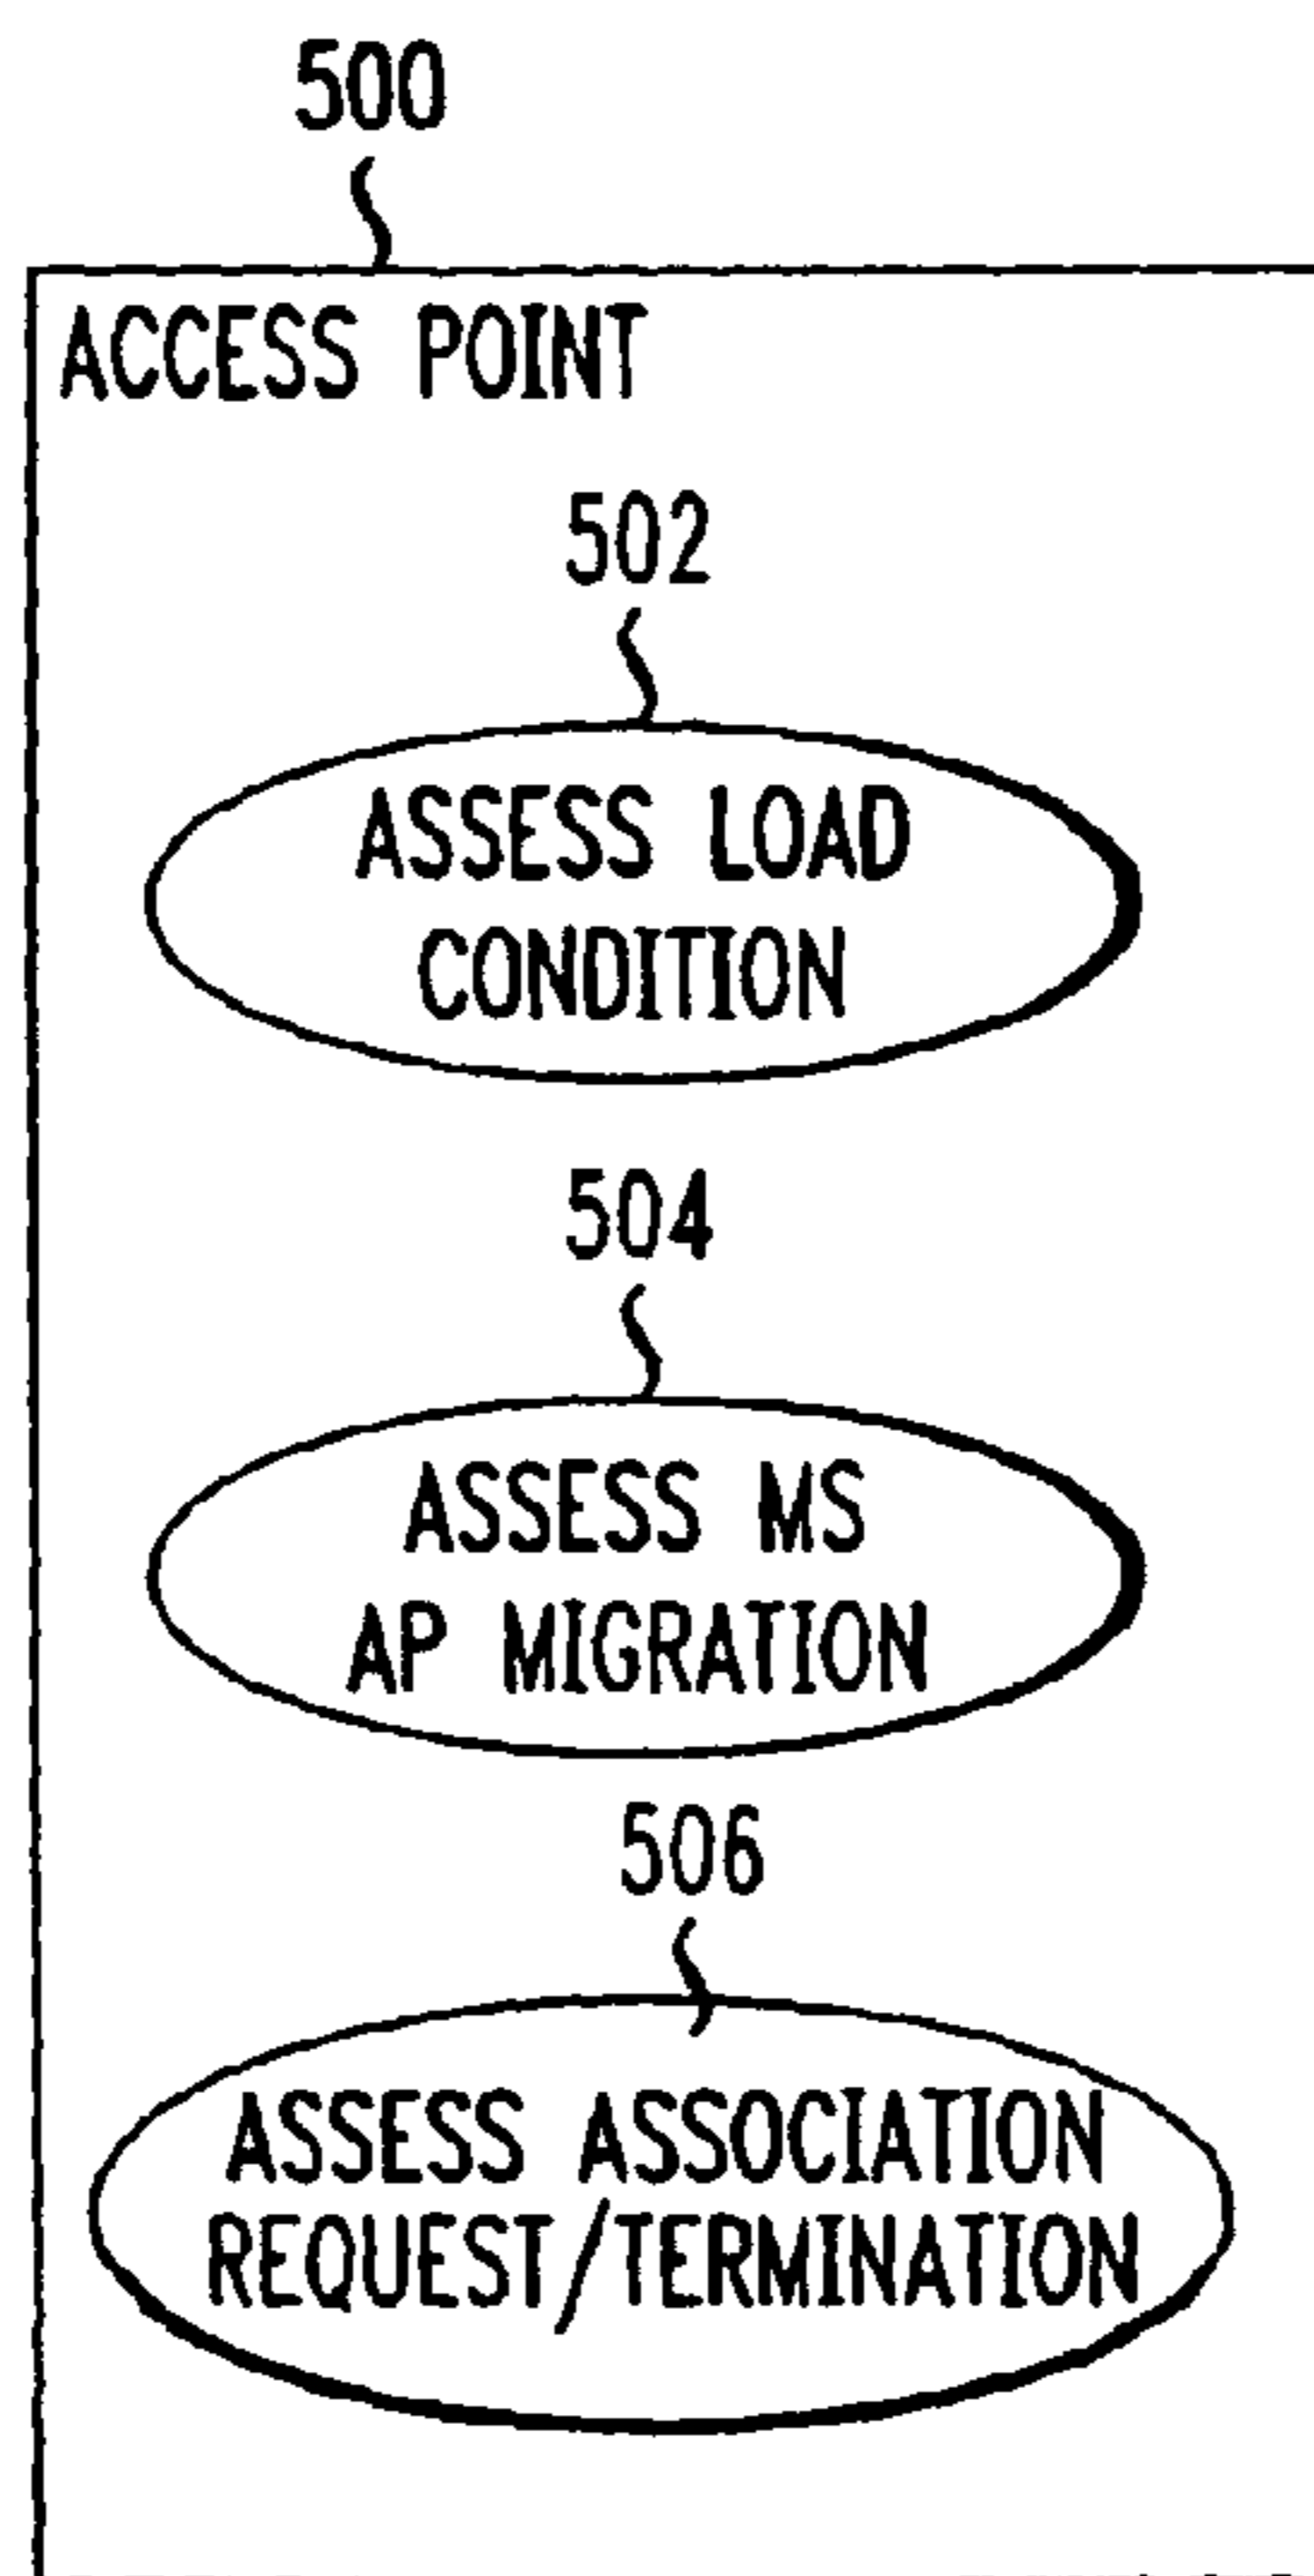 500
ACCESS POINT
502
ASSESS LOAD
CONDITION
504
ASSESS MS
AP MIGRATION
506
ASSESS ASSOCIATION
REQUEST/TERMINATION